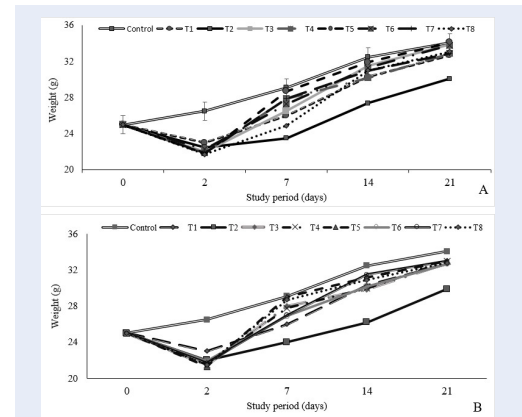 Control T1 T2 T3 T4 T5 T6 T7 T8
36
32
28
24
20
Weight (g)
0 2 7 14 21
Study period (days)
A
Control T1 T2 T3 T4 T5 T6 T7 T8
36
32
28
24
20
Weight (g)
0 2 7 14 21
Study period (days)
B